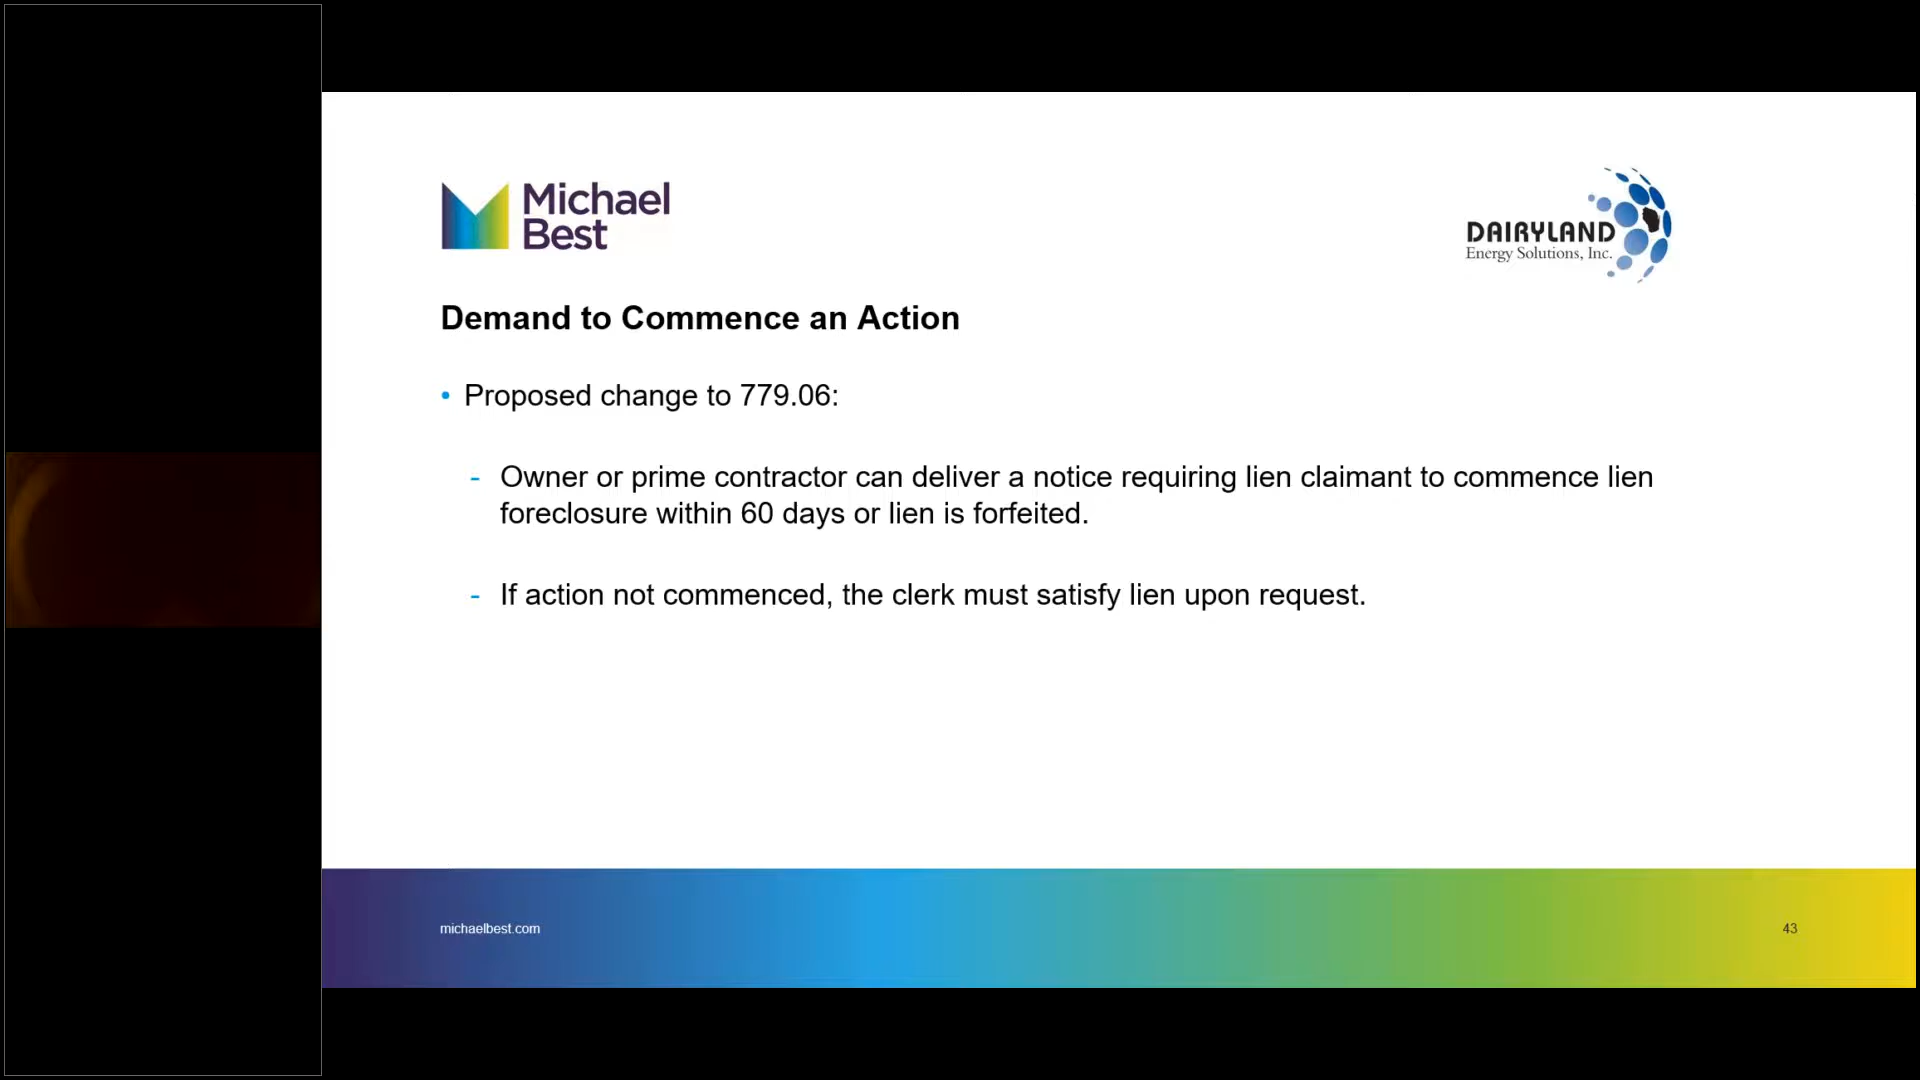 Michael
Best
DAIRYLAND
Energy Solutions, Inc.
Demand to Commence an Action
• Proposed change to 779.06:
- Owner or prime contractor can deliver a notice requiring lien claimant to commence lien
foreclosure within 60 days or lien is forfeited.
- If action not commenced, the clerk must satisfy lien upon request.
michaelbest.com
43